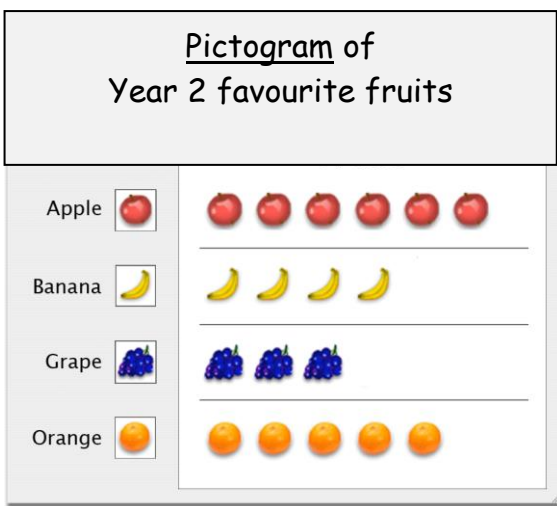 Pictogram of
Year 2 favourite fruits
Apple
Banana
Grape
Orange